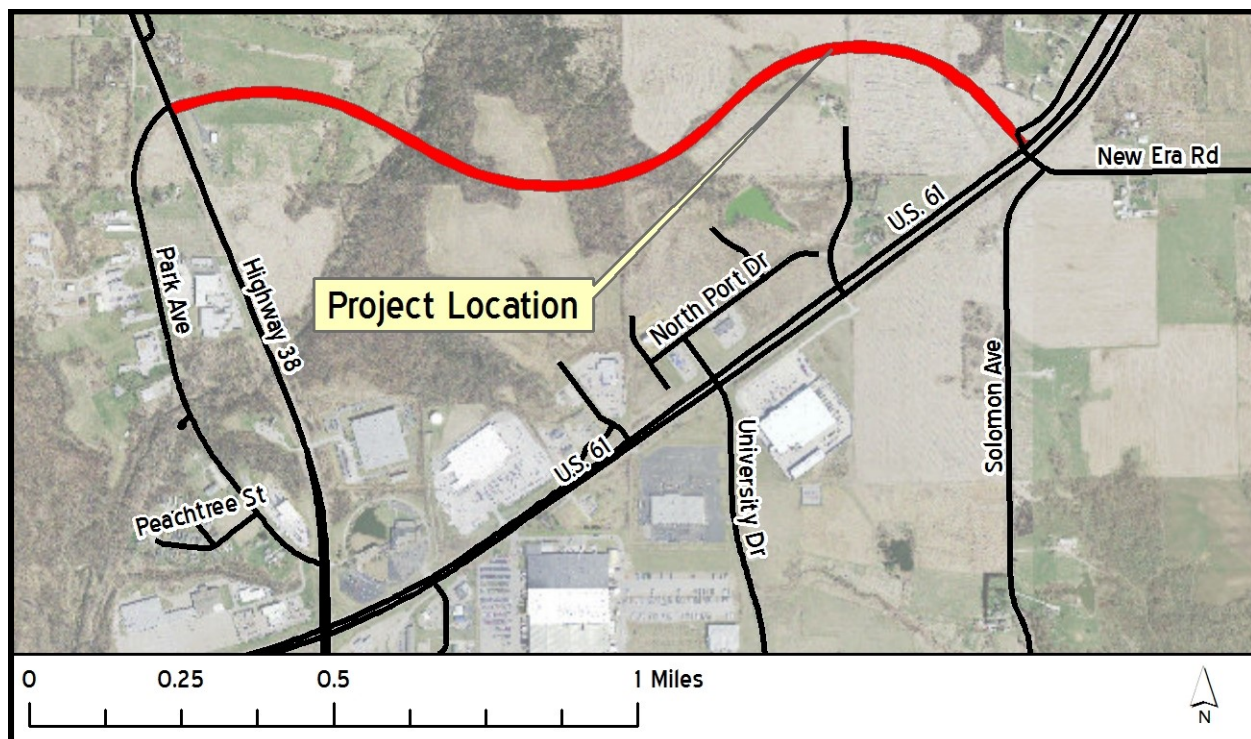 New Era Rd
U.S. 61
Park Ave
Highway 38
North Port Dr
Project Location
Solomon Ave
University Dr
U.S. 61
Peachtree St
0 0.25 0.5 1 Miles
N